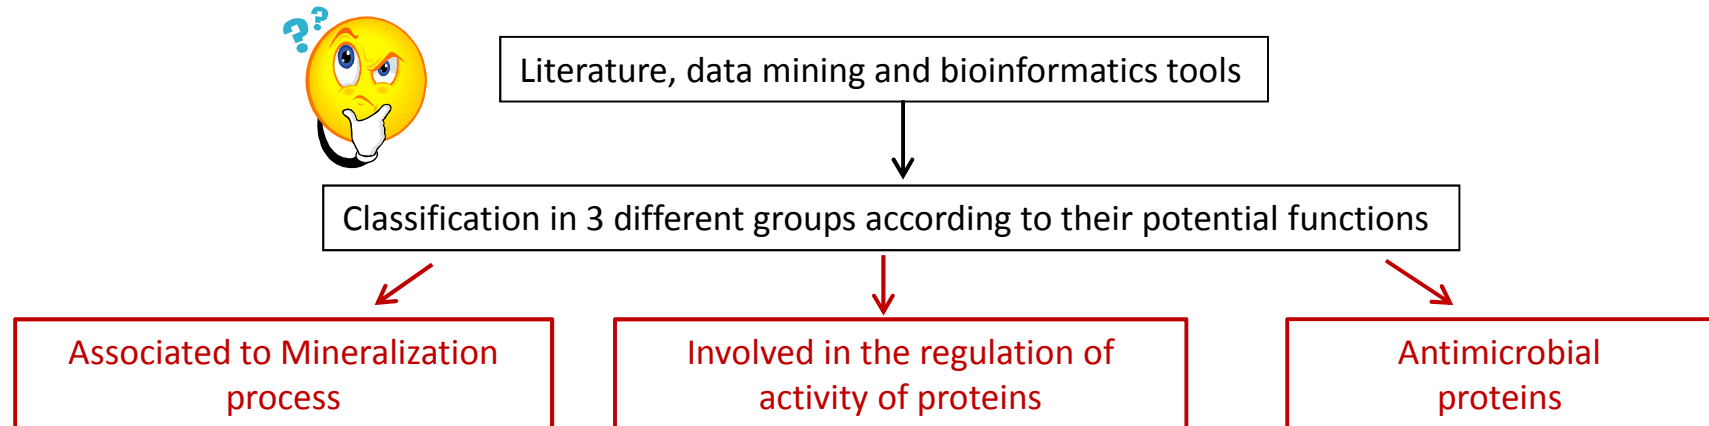 ??
Literature, data mining and bioinformatics tools
Classification in 3 different groups according to their potential functions
Associated to Mineralization
process
Involved in the regulation of
activity of proteins
Antimicrobial
proteins